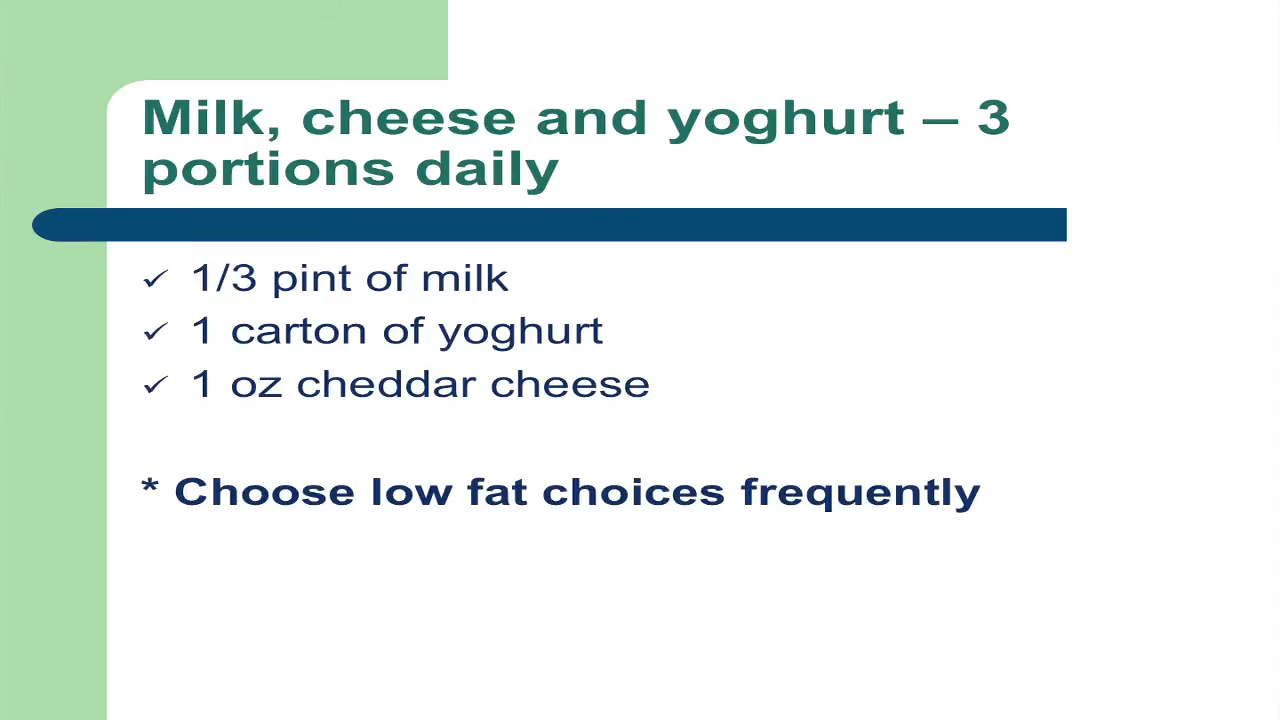 Milk, cheese and yoghurt – 3
portions daily
✓ 1/3 pint of milk
✓ 1 carton of yoghurt
✓ 1 oz cheddar cheese
* Choose low fat choices frequently